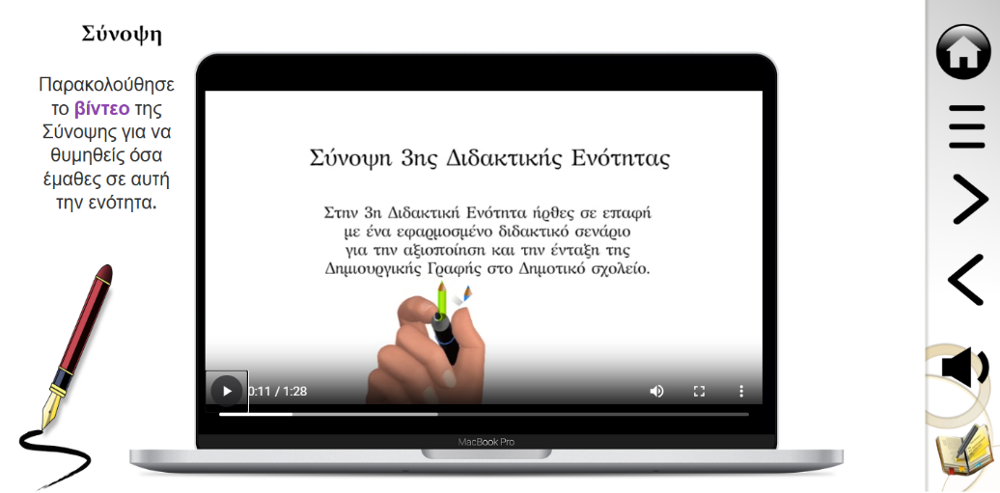 Σύνοψη
Παρακολούθησε
το βίντεο της
Σύνοψης για να
θυμηθείς όσα
έμαθες σε αυτή
την ενότητα.
Σύνοψη 3ης Διδακτικής Ενότητας
Στην 3η Διδακτική Ενότητα ήρθες σε επαφή
με ένα εφαρμοσμένο διδακτικό σενάριο
για την αξιοποίηση και την ένταξη της
Δημιουργικής Γραφής στο Δημοτικό σχολείο.
0:11 / 1:28
MacBook Pro